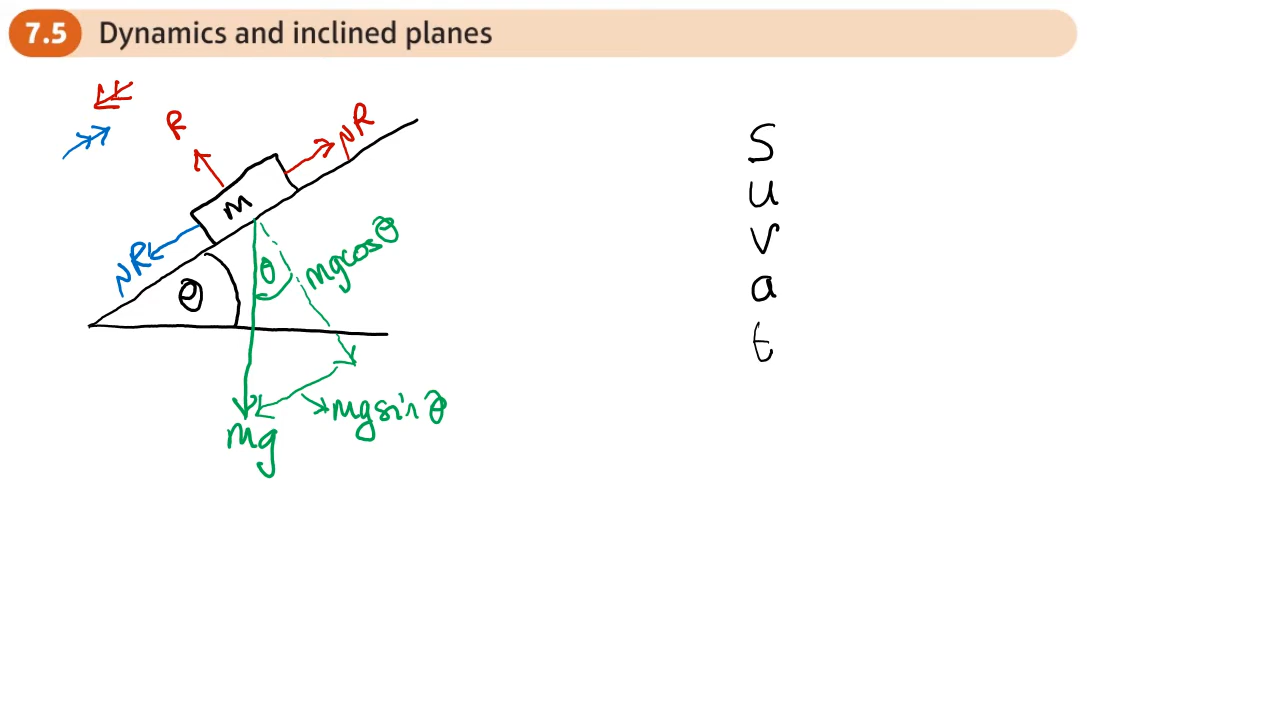 7.5 Dynamics and inclined planes
R
μR
m
μR
θ
θ
mgcosθ
mgsinθ
mg
s
u
v
a
t